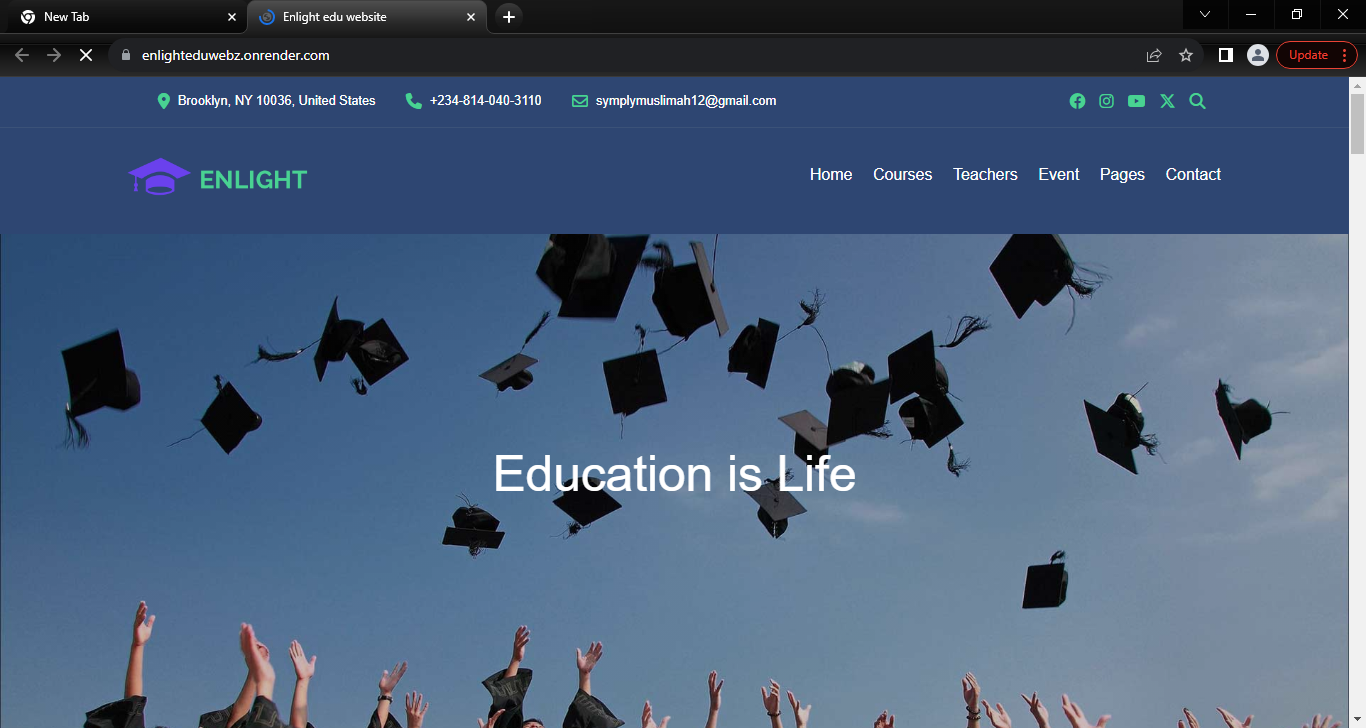 New Tab
Enlight edu website
enlighteduwebz.onrender.com
Update
Brooklyn, NY 10036, United States
+234-814-040-3110
symplymuslimah12@gmail.com
ENLIGHT
Home Courses Teachers Event Pages Contact
Education is Life